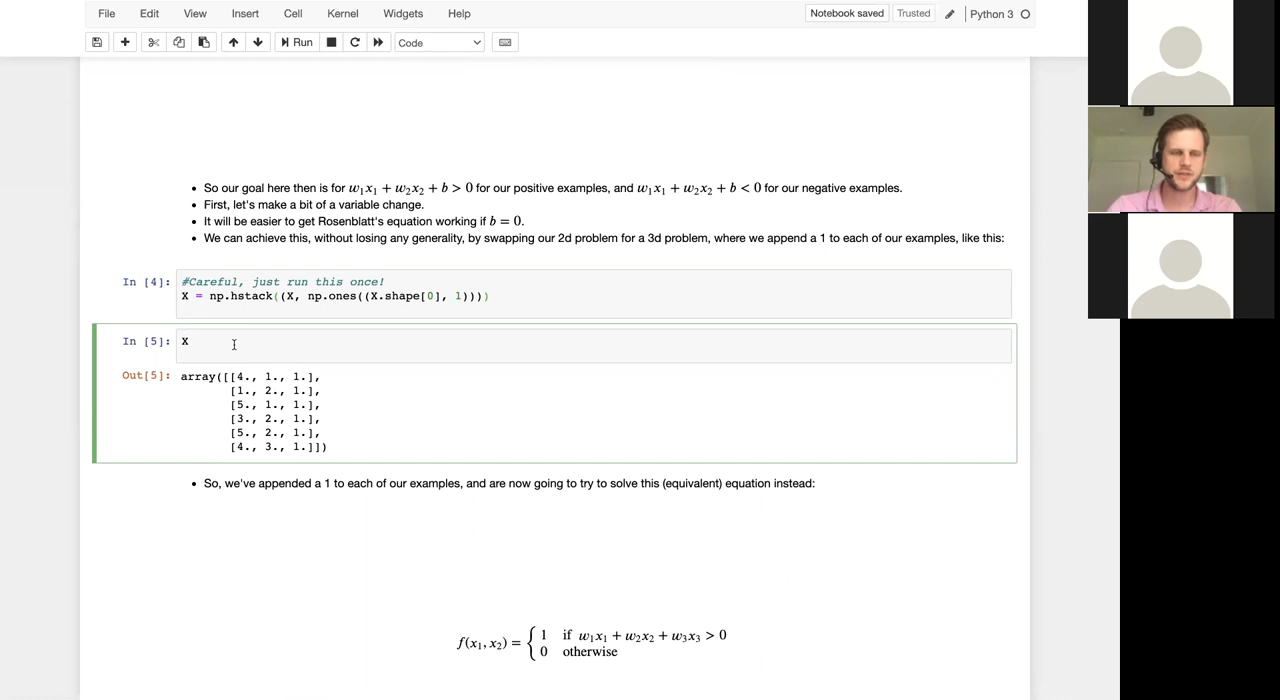 File Edit View Insert Cell Kernel Widgets Help Notebook saved Trusted Python 3
Run Code
So our goal here then is for w₁x₁ + w₂x₂ + b > 0 for our positive examples, and w₁x₁ + w₂x₂ + b < 0 for our negative examples.
First, let's make a bit of a variable change.
It will be easier to get Rosenblatt's equation working if b = 0.
We can achieve this, without losing any generality, by swapping our 2d problem for a 3d problem, where we append a 1 to each of our examples, like this:
In [4]: #Careful, just run this once!
X = np.hstack((X, np.ones((X.shape[0], 1))))
In [5]: X
Out[5]: array([[4., 1., 1.],
[1., 2., 1.],
[5., 1., 1.],
[3., 2., 1.],
[5., 2., 1.],
[4., 3., 1.]])
So, we've appended a 1 to each of our examples, and are now going to try to solve this (equivalent) equation instead:
f(x₁, x₂) = { 1 if w₁x₁ + w₂x₂ + w₃x₃ > 0
0 otherwise